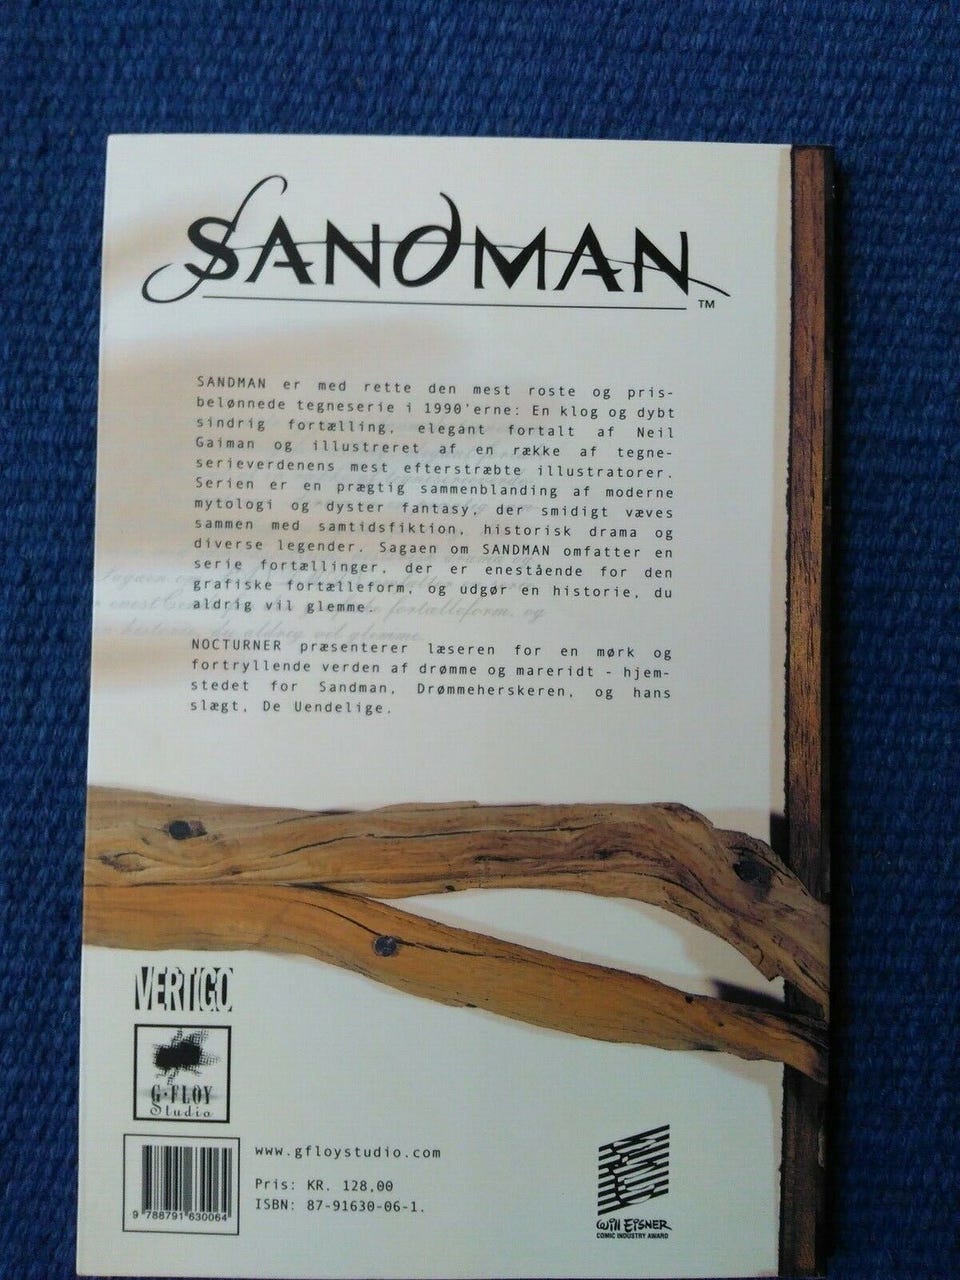 SANDMAN
TM
SANDMAN er med rette den mest roste og pris-
belønnede tegneserie i 1990'erne: En klog og dybt
sindrig fortælling, elegant fortalt af Neil
Gaiman og illustreret af en række af tegne-
serieverdenens mest efterstræbte illustratorer.
Serien er en prægtig sammenblanding af moderne
mytologi og dyster fantasy, der smidigt væves
sammen med samtidsfiktion, historisk drama og
diverse legender. Sagaen om SANDMAN omfatter en
serie fortællinger, der er enestående for den
grafiske fortælleform, og udgør en historie, du
aldrig vil glemme.
NOCTURNER præsenterer læseren for en mørk og
fortryllende verden af drømme og mareridt - hjem-
stedet for Sandman, Drømmeherskeren, og hans
slægt, De Uendelige.
VERTIGO
G·FLOY
Studio
www.gfloystudio.com
Pris: KR. 128,00
ISBN: 87-91630-06-1.
9 788791 630064
Will Eisner
COMIC INDUSTRY AWARD